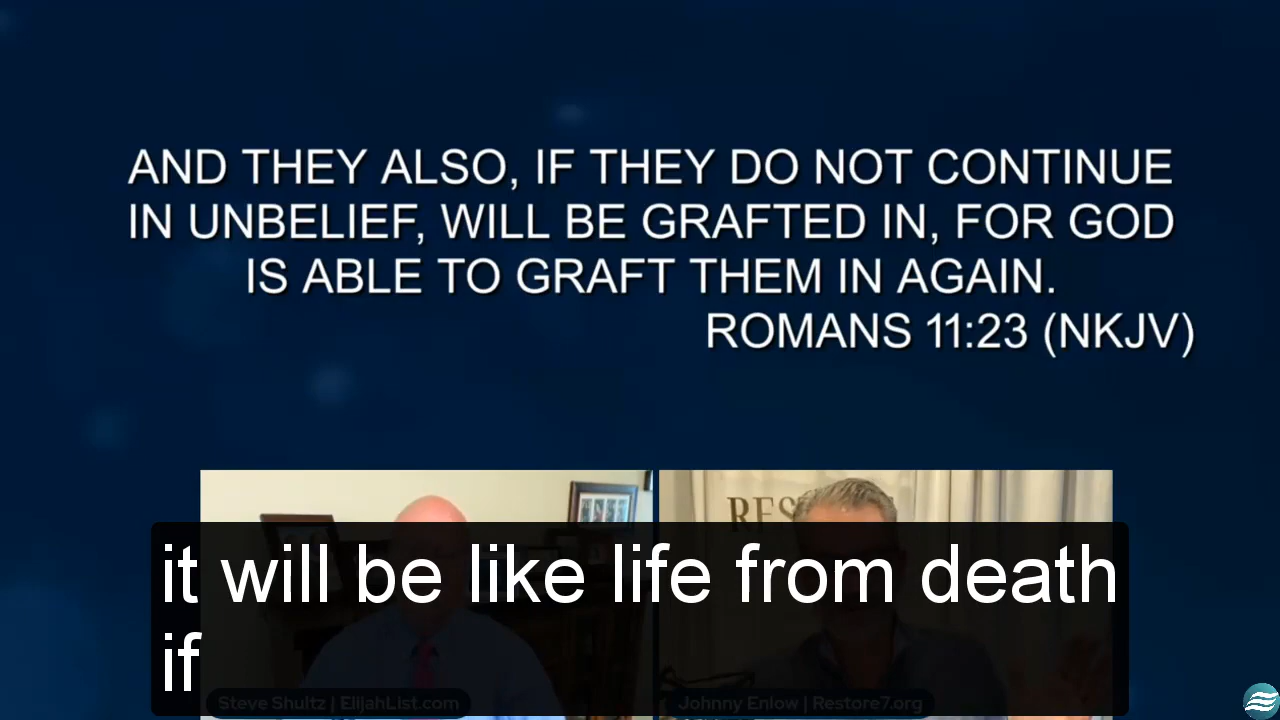 AND THEY ALSO, IF THEY DO NOT CONTINUE
IN UNBELIEF, WILL BE GRAFTED IN, FOR GOD
IS ABLE TO GRAFT THEM IN AGAIN.
ROMANS 11:23 (NKJV)
RES
it will be like life from death
if
Steve Shultz | ElijahList.com
Johnny Enlow | Restore7.org